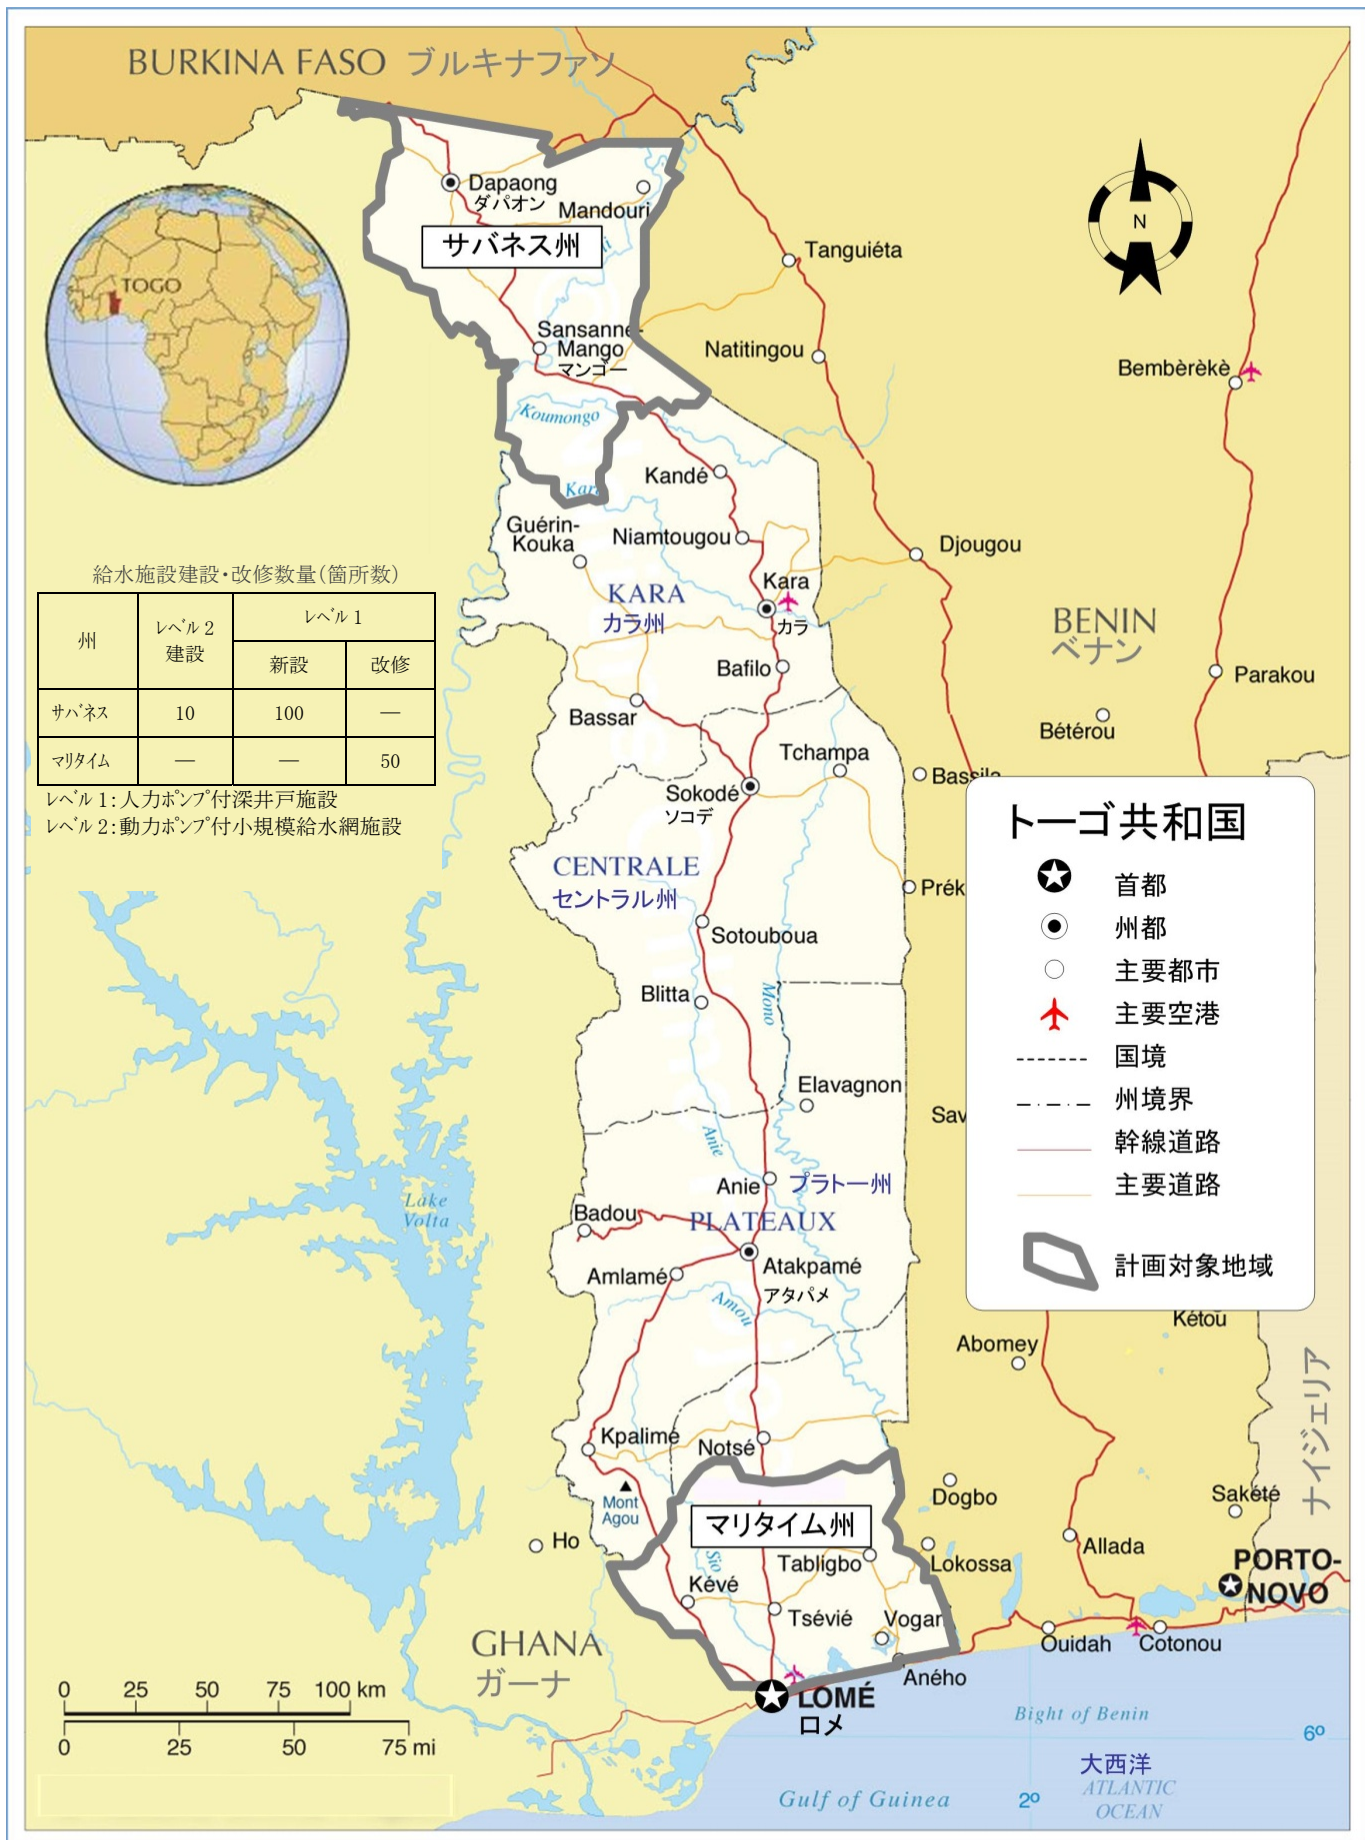 BURKINA FASO ブルキナファソ
Dapaong
ダパオン
Mandouri
サバネス州
TOGO
N
Tanguiéta
Sansanné-
Mango
マンゴー
Natitingou
Bembèrèkè
Koumongo
Kandé
Kara
Guérin-
Kouka
Niamtougou
Djougou
Kara
カラ
KARA
カラ州
BENIN
ベナン
Bafilo
Parakou
Bassar
Bétérou
給水施設建設・改修数量(箇所数)
州
レベル 2
建設
レベル 1
新設
改修
サバネス 10 100 —
マリタイム — — 50
レベル 1:人力ポンプ付深井戸施設
レベル 2:動力ポンプ付小規模給水網施設
Tchampa
Bassila
Sokodé
ソコデ
CENTRALE
セントラル州
Prék
Sotouboua
Blitta
Mono
Elavagnon
Sav
Anie
Anie
プラトー州
Badou
PLATEAUX
Lake
Volta
Amlamé
Atakpamé
アタパメ
Amou
トーゴ共和国
首都
州都
主要都市
主要空港
国境
州境界
幹線道路
主要道路
計画対象地域
Kétou
Abomey
ナイジェリア
Kpalimé
Notsé
Mont
Agou
Dogbo
Sakété
マリタイム州
Ho
Sio
Tabligbo
Lokossa
Allada
PORTO-
NOVO
Kévé
Tsévié
Vogan
GHANA
ガーナ
Ouidah
Cotonou
Aného
LOMÉ
ロメ
0 25 50 75 100 km
0 25 50 75 mi
Bight of Benin
6º
大西洋
ATLANTIC
OCEAN
Gulf of Guinea
2º